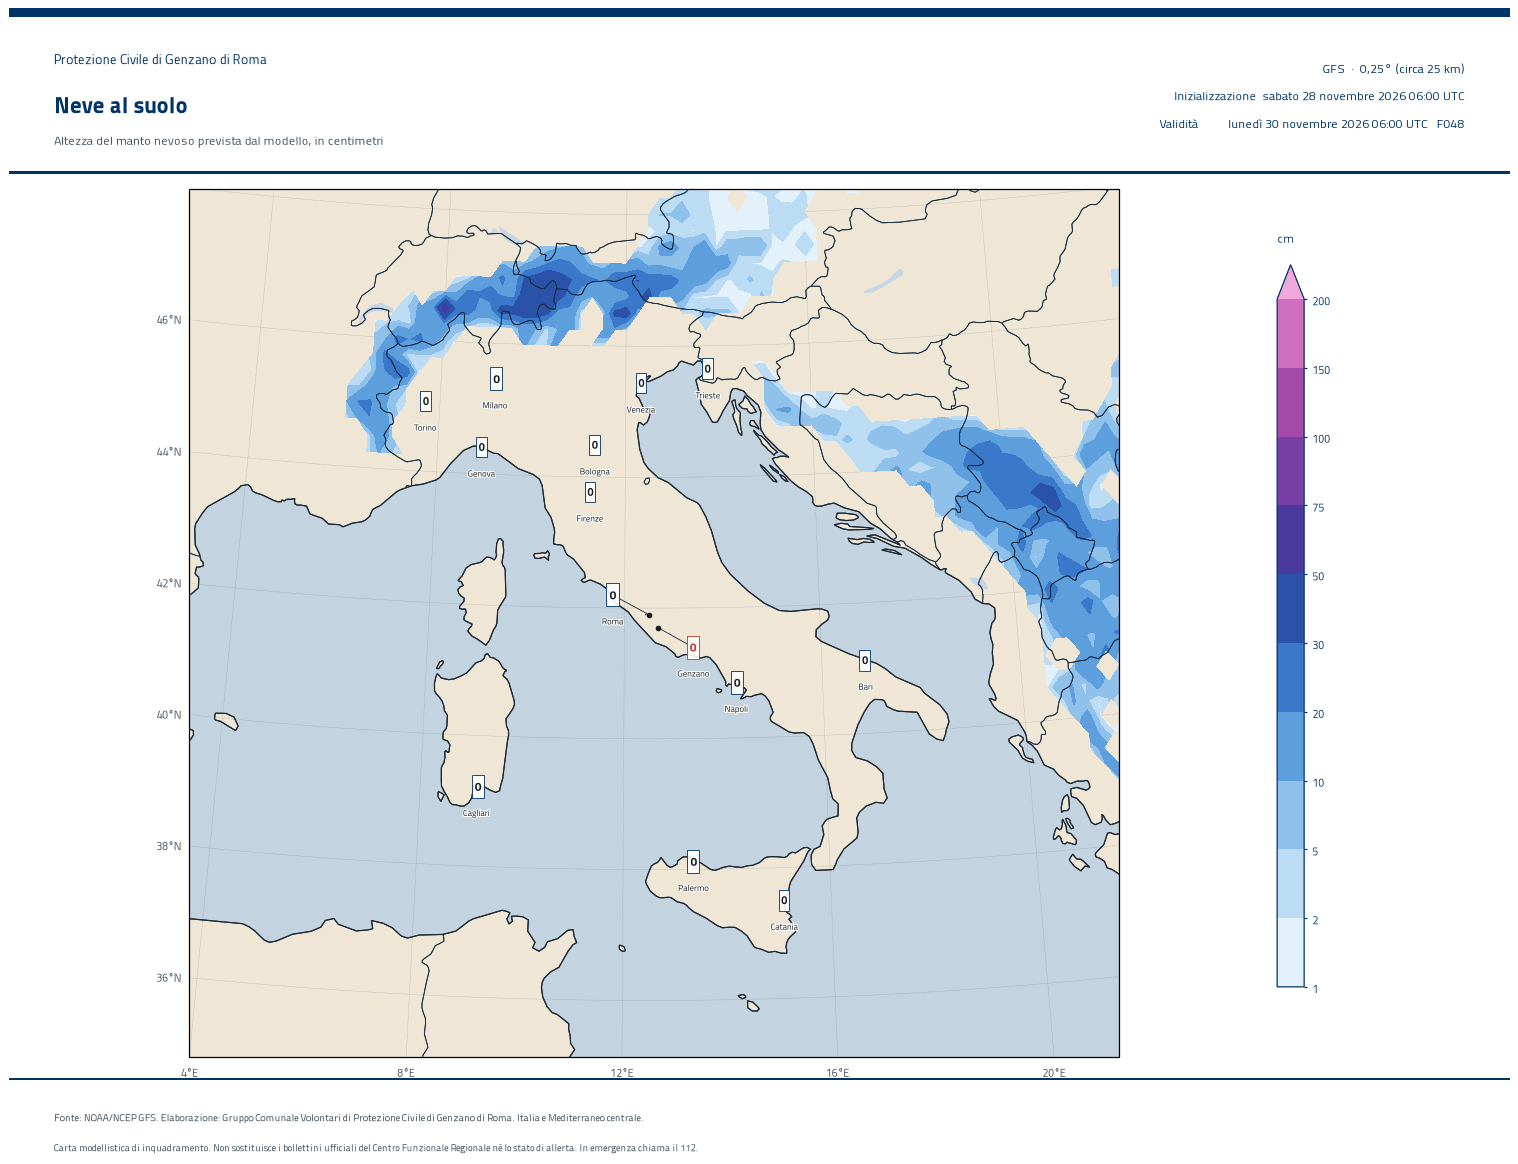 Protezione Civile di Genzano di Roma
Neve al suolo
Altezza del manto nevoso prevista dal modello, in centimetri
GFS · 0,25° (circa 25 km)
Inizializzazione sabato 28 novembre 2026 06:00 UTC
Validità lunedì 30 novembre 2026 06:00 UTC F048
cm
200
150
100
75
50
30
20
10
5
2
1
46°N
44°N
42°N
40°N
38°N
36°N
4°E
8°E
12°E
16°E
20°E
0
Trieste
0
Milano
0
Venezia
0
Torino
0
Genova
0
Bologna
0
Firenze
0
Roma
0
Genzano
0
Bari
0
Napoli
0
Cagliari
0
Palermo
0
Catania
Fonte: NOAA/NCEP GFS. Elaborazione: Gruppo Comunale Volontari di Protezione Civile di Genzano di Roma. Italia e Mediterraneo centrale.
Carta modellistica di inquadramento. Non sostituisce i bollettini ufficiali del Centro Funzionale Regionale né lo stato di allerta. In emergenza chiama il 112.